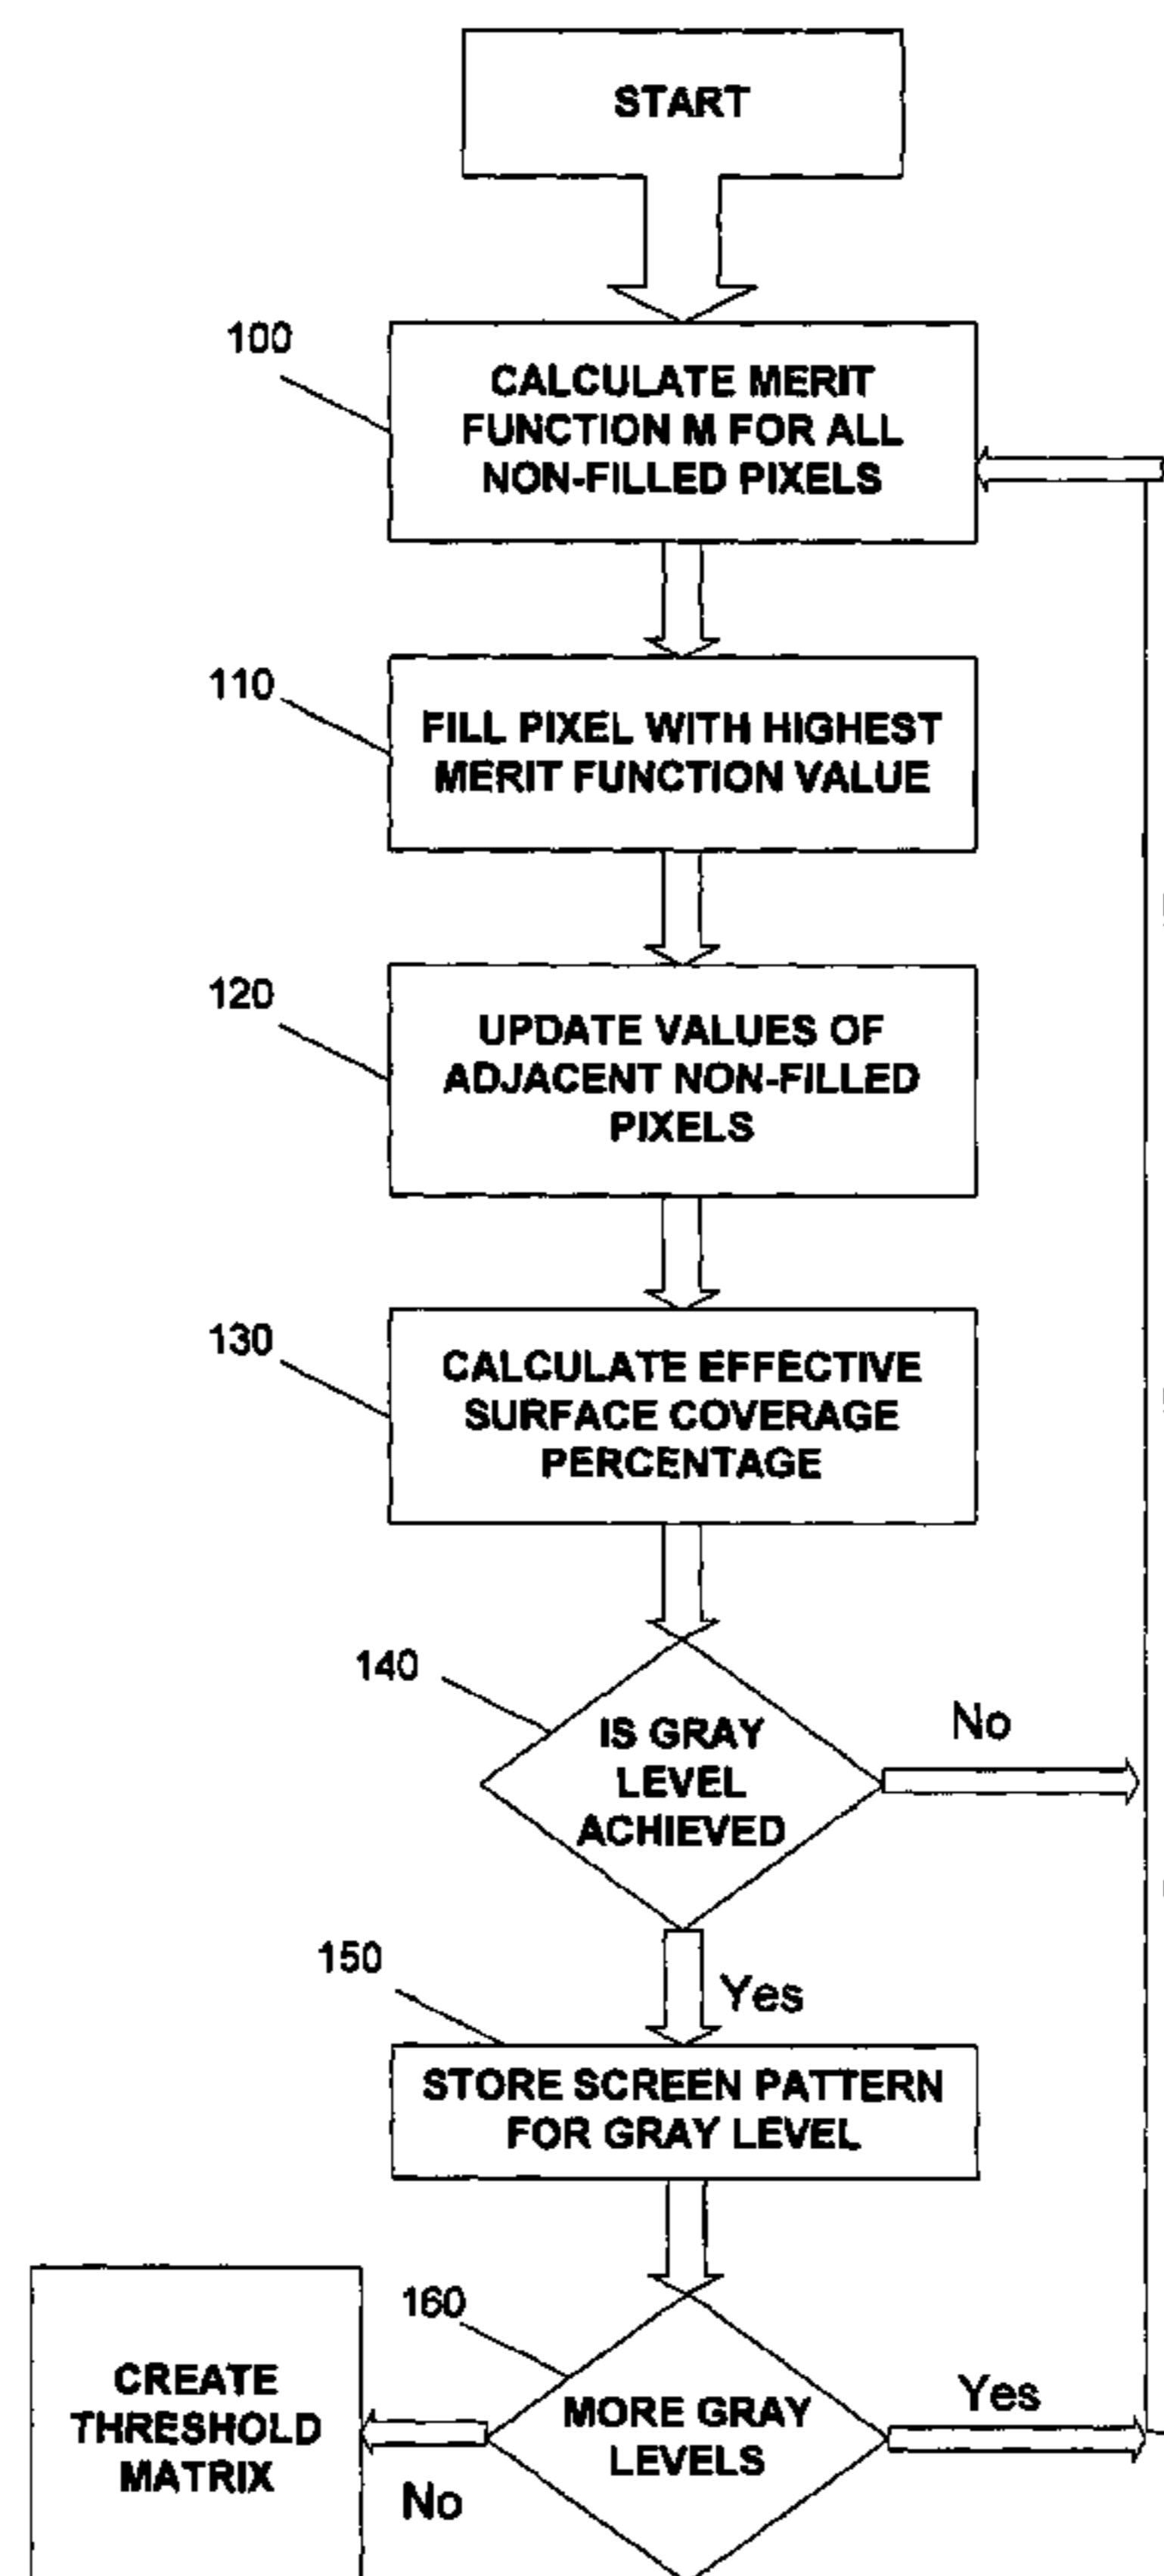 START
100
CALCULATE MERIT
FUNCTION M FOR ALL
NON-FILLED PIXELS
110
FILL PIXEL WITH HIGHEST
MERIT FUNCTION VALUE
120
UPDATE VALUES OF
ADJACENT NON-FILLED
PIXELS
130
CALCULATE EFFECTIVE
SURFACE COVERAGE
PERCENTAGE
140
IS GRAY
LEVEL
ACHIEVED
No
150
Yes
STORE SCREEN PATTERN
FOR GRAY LEVEL
160
MORE GRAY
LEVELS
Yes
No
CREATE
THRESHOLD
MATRIX